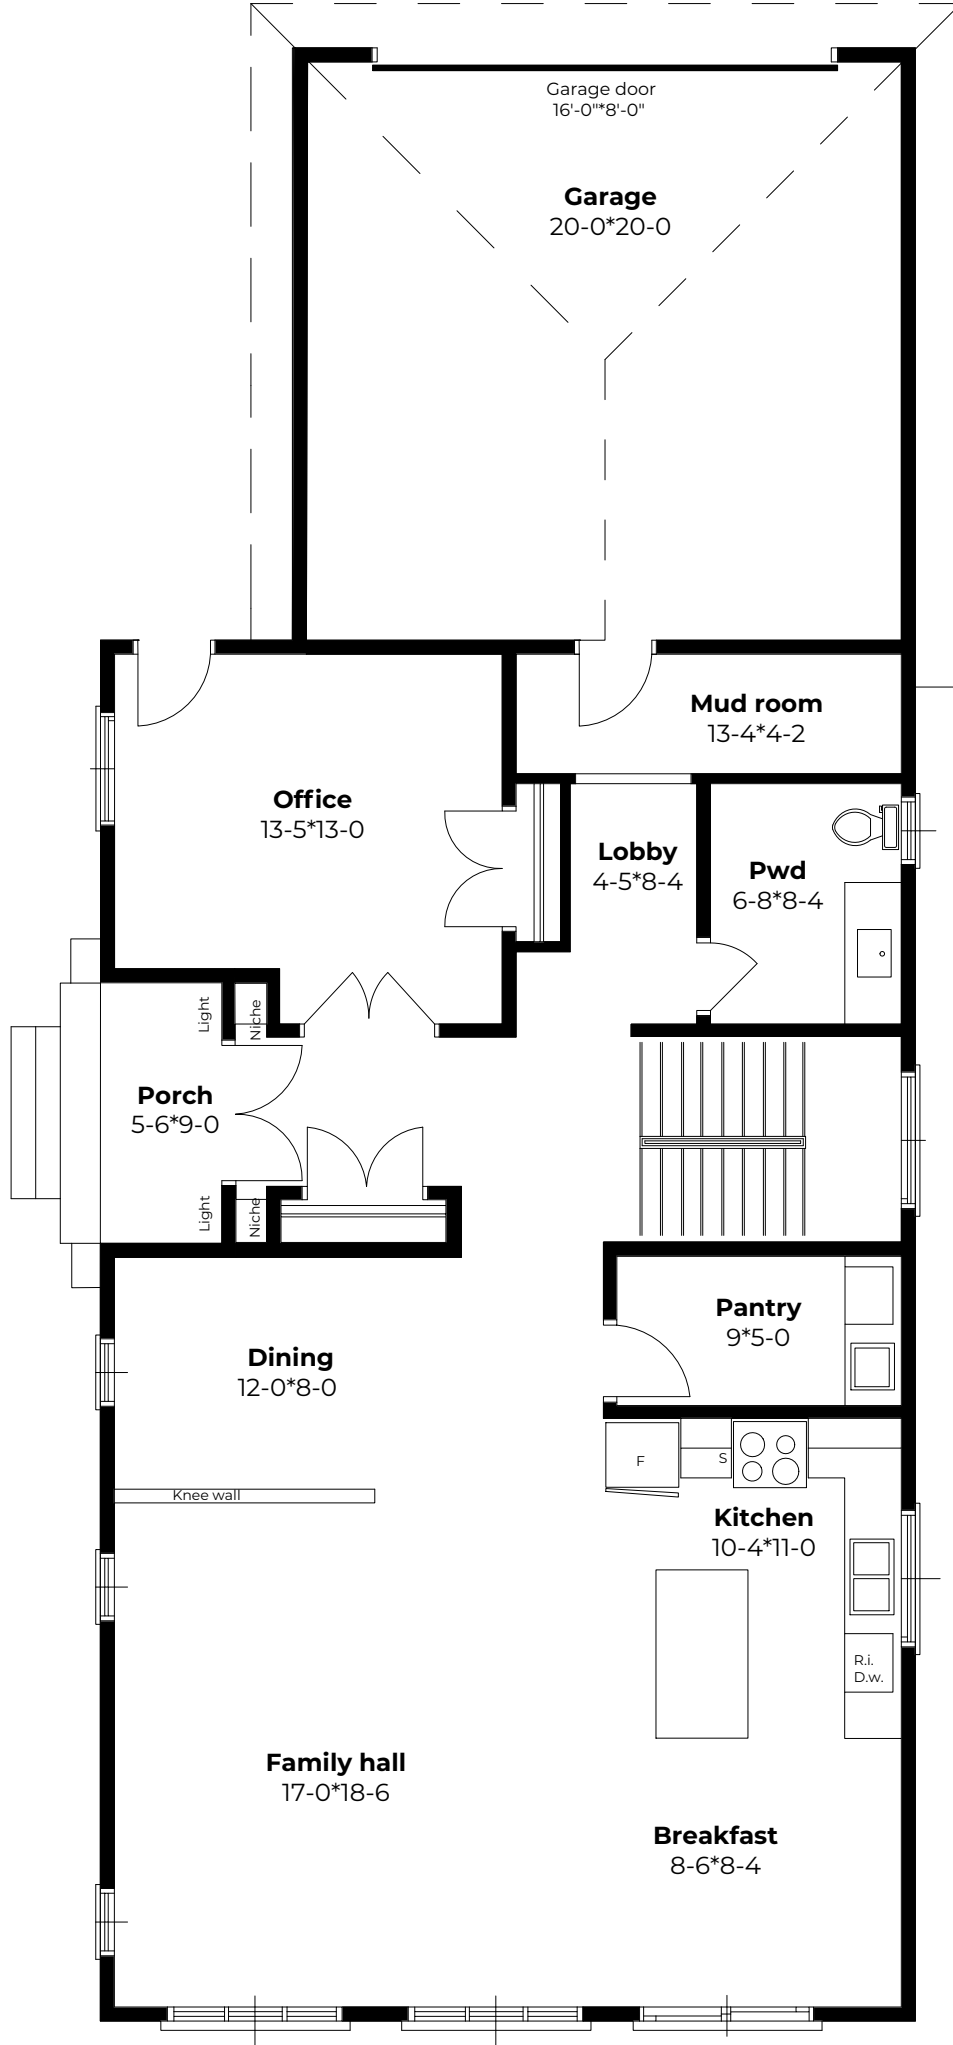 Garage door
16'-0"*8'-0"
Garage
20-0*20-0
Mud room
13-4*4-2
Office
13-5*13-0
Lobby
4-5*8-4
Pwd
6-8*8-4
Light
Niche
Porch
5-6*9-0
Light
Niche
Pantry
9*5-0
Dining
12-0*8-0
F
S
Knee wall
Kitchen
10-4*11-0
R.i.
D.w.
Family hall
17-0*18-6
Breakfast
8-6*8-4